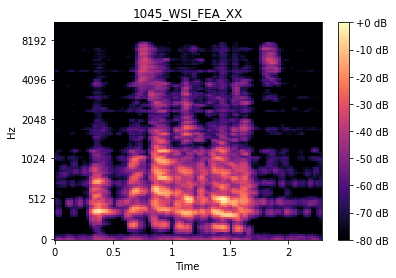 1045_WSI_FEA_XX
Hz
8192
4096
2048
1024
512
0
0
0.5
1
1.5
2
Time
+0 dB
-10 dB
-20 dB
-30 dB
-40 dB
-50 dB
-60 dB
-70 dB
-80 dB